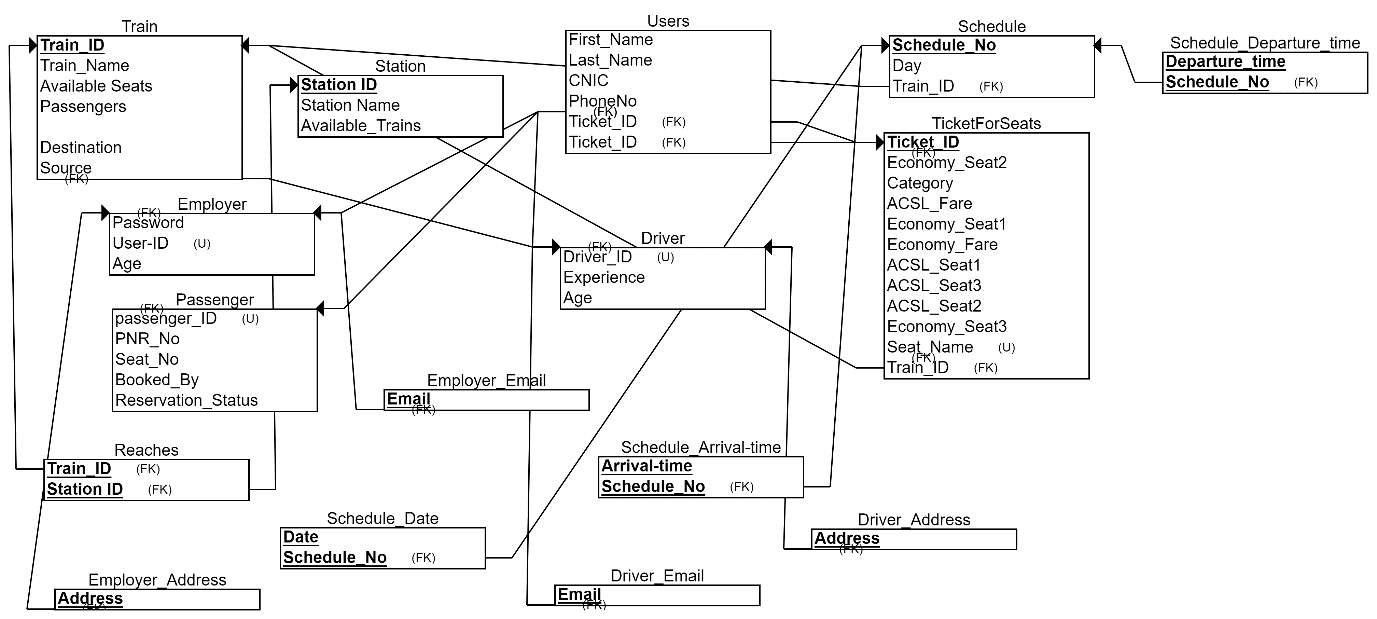 Train
Train_ID
Train_Name
Available Seats
Passengers
Destination
Source
(FK)
Station
Station ID
Station Name
Available_Trains
Users
First_Name
Last_Name
CNIC
PhoneNo
(FK)
Ticket_ID (FK)
Ticket_ID (FK)
Schedule
Schedule_No
Day
Train_ID (FK)
Schedule_Departure_time
Departure_time
Schedule_No (FK)
TicketForSeats
Ticket_ID
(FK)
Economy_Seat2
Category
ACSL_Fare
Economy_Seat1
Economy_Fare
ACSL_Seat1
ACSL_Seat3
ACSL_Seat2
Economy_Seat3
Seat_Name (U)
(FK)
Train_ID (FK)
Employer
(FK)
Password
User-ID (U)
Age
Driver
(FK)
Driver_ID (U)
Experience
Age
Passenger
(FK)
passenger_ID (U)
PNR_No
Seat_No
Booked_By
Reservation_Status
Employer_Email
Email
(FK)
Reaches
Train_ID (FK)
Station ID (FK)
Schedule_Arrival-time
Arrival-time
Schedule_No (FK)
Schedule_Date
Date
Schedule_No (FK)
Driver_Address
Address
(FK)
Employer_Address
Address
(FK)
Driver_Email
Email
(FK)